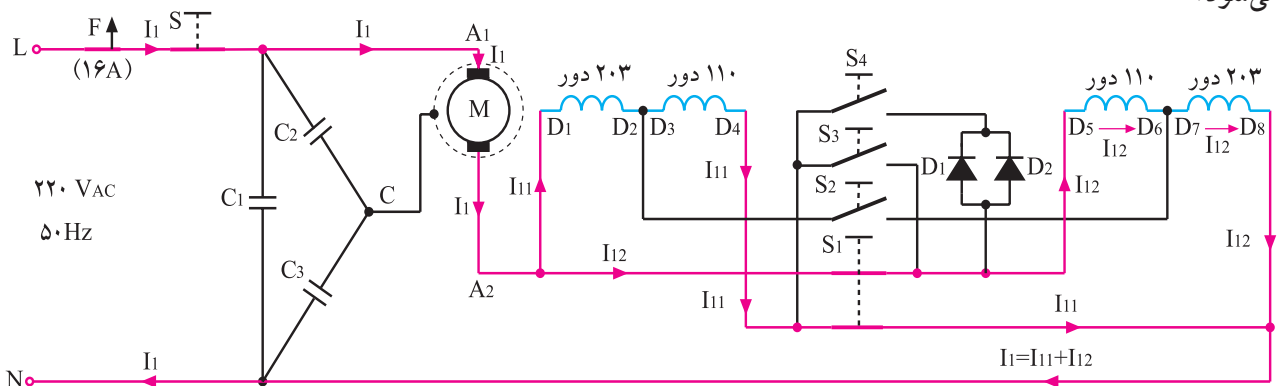 می‌شود.
L F I1 S I1 A1 I1
(۱۶A)
M
۲۰۳ دور ۱۱۰ دور
D1 D2 D3 D4
S4
S3
S2
S1
۱۱۰ دور ۲۰۳ دور
D5 D6 D7 D8
I12 I12
D1 D2
C2
C1
C
C3
۲۲۰ VAC
۵۰Hz
I11 I11 I12 I12
I1 I12
A2
I11 I11
I1=I11+I12
N I1